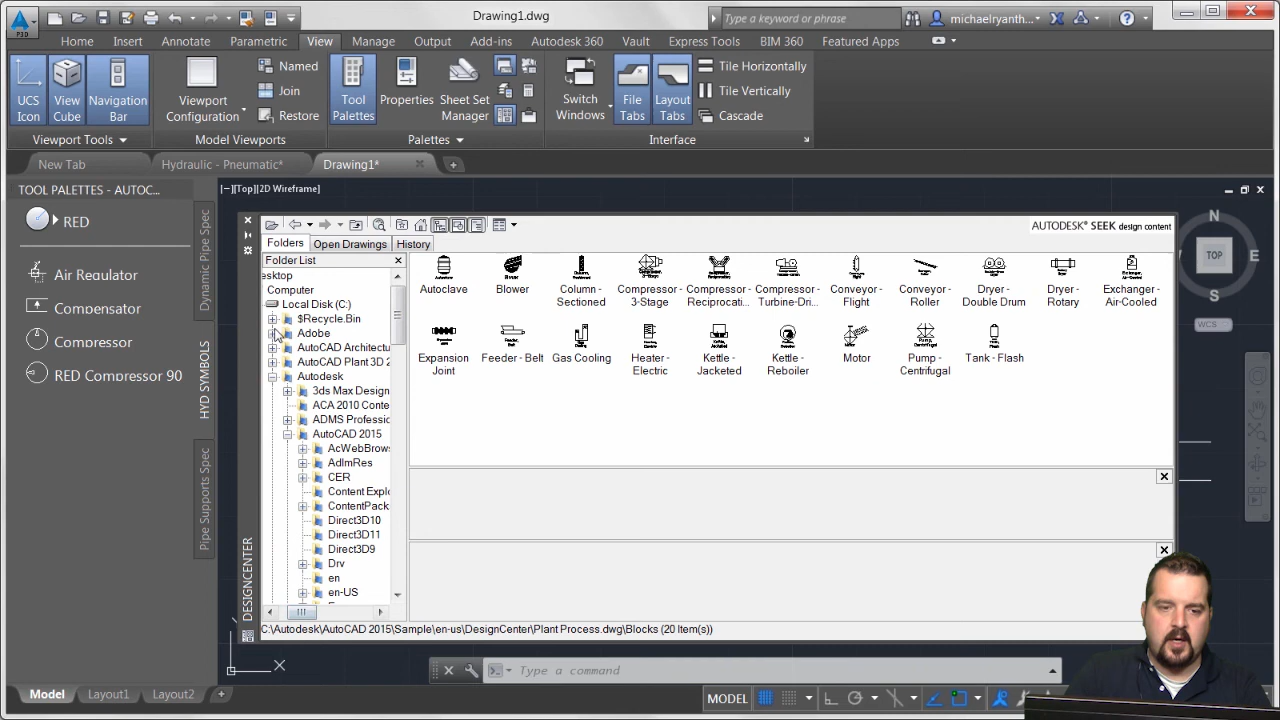 P3D
Drawing1.dwg
Type a keyword or phrase
michaelryanth...
Home Insert Annotate Parametric View Manage Output Add-ins Autodesk 360 Vault Express Tools BIM 360 Featured Apps
UCS Icon
View Cube
Navigation Bar
Viewport Configuration
Named
Join
Restore
Tool Palettes
Properties
Sheet Set Manager
Switch Windows
File Tabs
Layout Tabs
Tile Horizontally
Tile Vertically
Cascade
Viewport Tools
Model Viewports
Palettes
Interface
New Tab
Hydraulic - Pneumatic*
Drawing1*
TOOL PALETTES - AUTOC...
RED
Air Regulator
Compensator
Compressor
RED Compressor 90
Dynamic Pipe Spec
HYD SYMBOLS
Pipe Supports Spec
[−][Top][2D Wireframe]
AUTODESK® SEEK design content
Folders
Open Drawings
History
Folder List
esktop
Computer
Local Disk (C:)
$Recycle.Bin
Adobe
AutoCAD Architectu
AutoCAD Plant 3D 2
Autodesk
3ds Max Design
ACA 2010 Conte
ADMS Professio
AutoCAD 2015
AcWebBrows
AdlmRes
CER
Content Explo
ContentPack
Direct3D10
Direct3D11
Direct3D9
Drv
en
en-US
DESIGNCENTER
Autoclave
Blower
Column - Sectioned
Compressor - 3-Stage
Compressor - Reciprocati...
Compressor - Turbine-Dri...
Conveyor - Flight
Conveyor - Roller
Dryer - Double Drum
Dryer - Rotary
Exchanger - Air-Cooled
Expansion Joint
Feeder - Belt
Gas Cooling
Heater - Electric
Kettle - Jacketed
Kettle - Reboiler
Motor
Pump - Centrifugal
Tank - Flash
C:\Autodesk\AutoCAD 2015\Sample\en-us\DesignCenter\Plant Process.dwg\Blocks (20 Item(s))
N
W
TOP
E
S
WCS
Type a command
Model Layout1 Layout2
MODEL